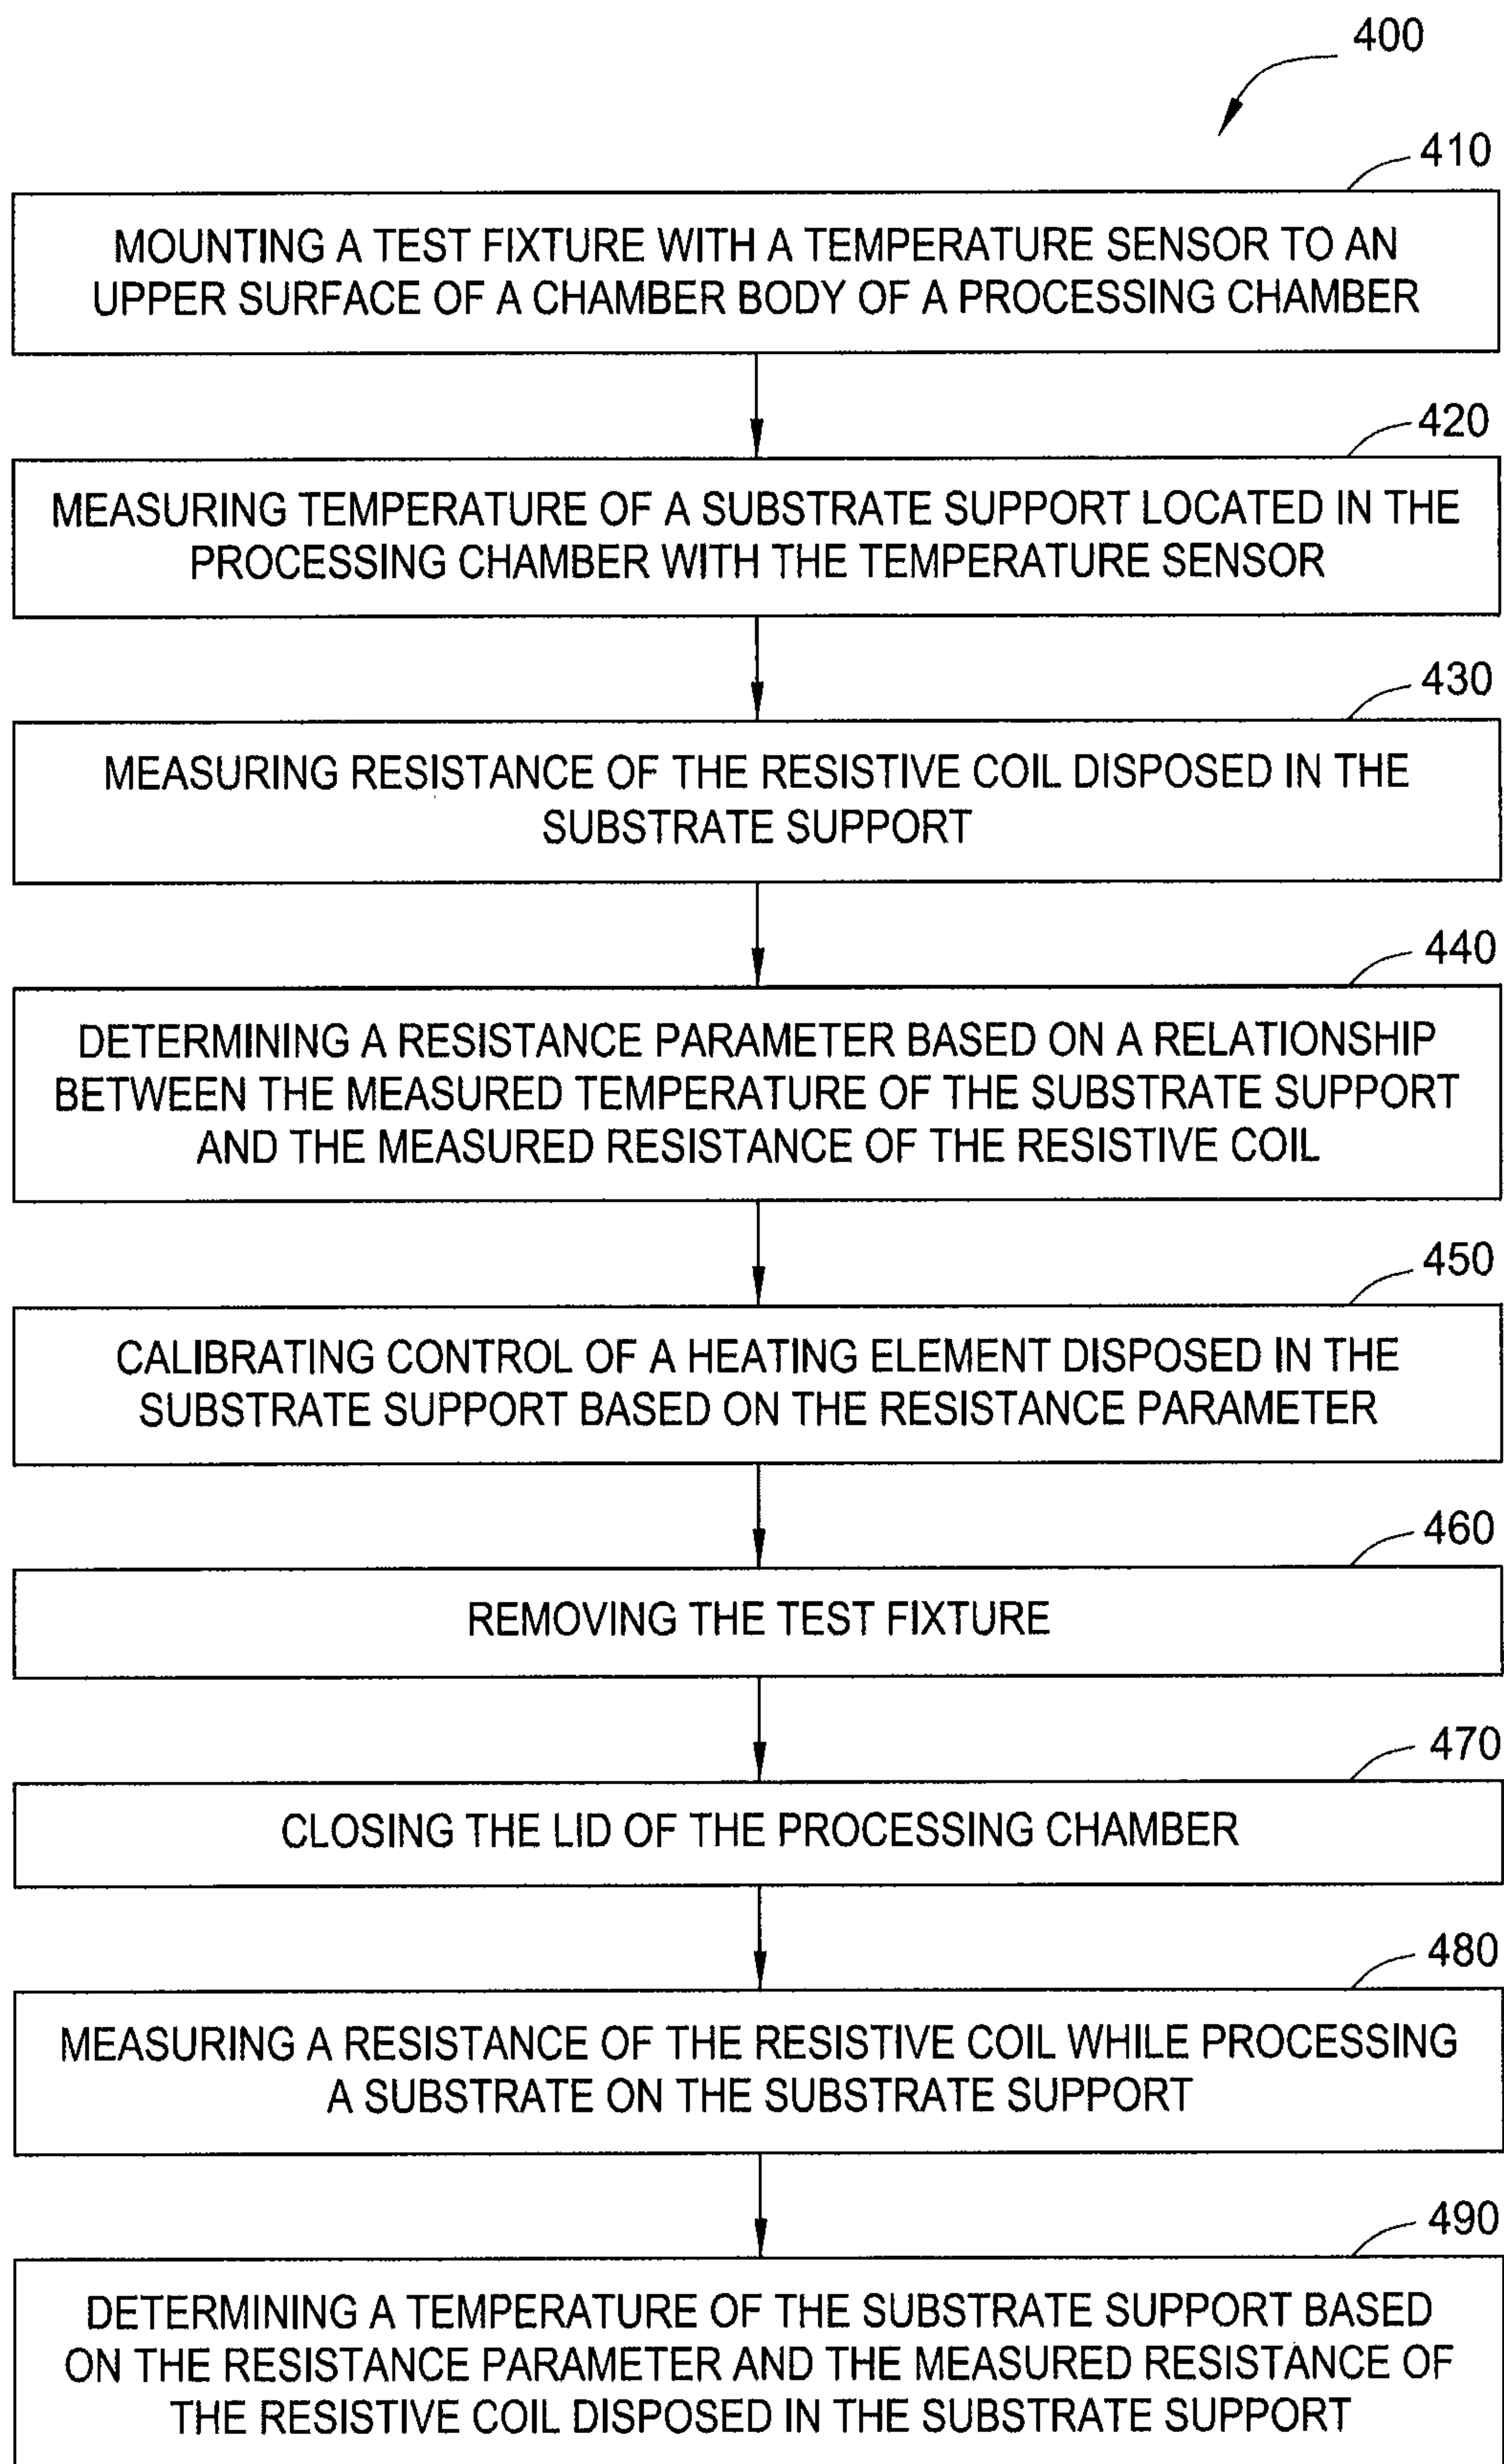 400
410
MOUNTING A TEST FIXTURE WITH A TEMPERATURE SENSOR TO AN
UPPER SURFACE OF A CHAMBER BODY OF A PROCESSING CHAMBER
420
MEASURING TEMPERATURE OF A SUBSTRATE SUPPORT LOCATED IN THE
PROCESSING CHAMBER WITH THE TEMPERATURE SENSOR
430
MEASURING RESISTANCE OF THE RESISTIVE COIL DISPOSED IN THE
SUBSTRATE SUPPORT
440
DETERMINING A RESISTANCE PARAMETER BASED ON A RELATIONSHIP
BETWEEN THE MEASURED TEMPERATURE OF THE SUBSTRATE SUPPORT
AND THE MEASURED RESISTANCE OF THE RESISTIVE COIL
450
CALIBRATING CONTROL OF A HEATING ELEMENT DISPOSED IN THE
SUBSTRATE SUPPORT BASED ON THE RESISTANCE PARAMETER
460
REMOVING THE TEST FIXTURE
470
CLOSING THE LID OF THE PROCESSING CHAMBER
480
MEASURING A RESISTANCE OF THE RESISTIVE COIL WHILE PROCESSING
A SUBSTRATE ON THE SUBSTRATE SUPPORT
490
DETERMINING A TEMPERATURE OF THE SUBSTRATE SUPPORT BASED
ON THE RESISTANCE PARAMETER AND THE MEASURED RESISTANCE OF
THE RESISTIVE COIL DISPOSED IN THE SUBSTRATE SUPPORT